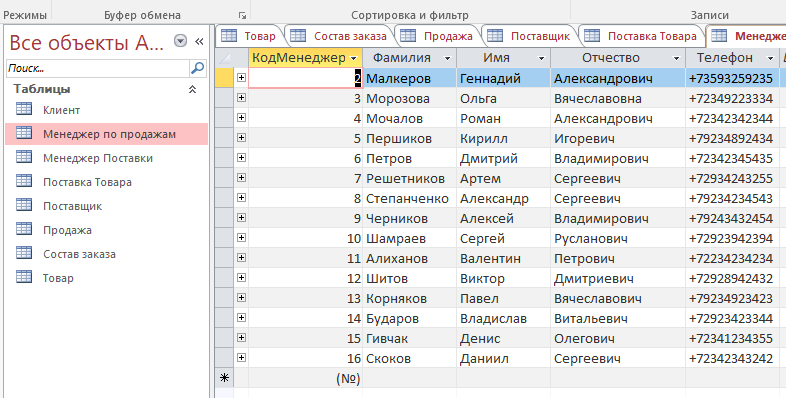 Режимы Буфер обмена Сортировка и фильтр Записи
Все объекты A...
Поиск...
Таблицы
Клиент
Менеджер по продажам
Менеджер Поставки
Поставка Товара
Поставщик
Продажа
Состав заказа
Товар
Товар Состав заказа Продажа Поставщик Поставка Товара Менедже
КодМенеджер Фамилия Имя Отчество Телефон
2 Малкеров Геннадий Александрович +73593259235
3 Морозова Ольга Вячеславовна +72349223334
4 Мочалов Роман Александрович +72342342344
5 Першиков Кирилл Игоревич +79234892434
6 Петров Дмитрий Владимирович +72342345435
7 Решетников Артем Сергеевич +72934243255
8 Степанченко Александр Сергеевич +79234234543
9 Черников Алексей Владимирович +79243432454
10 Шамраев Сергей Русланович +72923942394
11 Алиханов Валентин Петрович +72234234234
12 Шитов Виктор Дмитриевич +72928942432
13 Корняков Павел Вячеславович +79234923423
14 Бударов Владислав Витальевич +72923423344
15 Гивчак Денис Олегович +72341234355
16 Скоков Даниил Сергеевич +72342343242
(№)